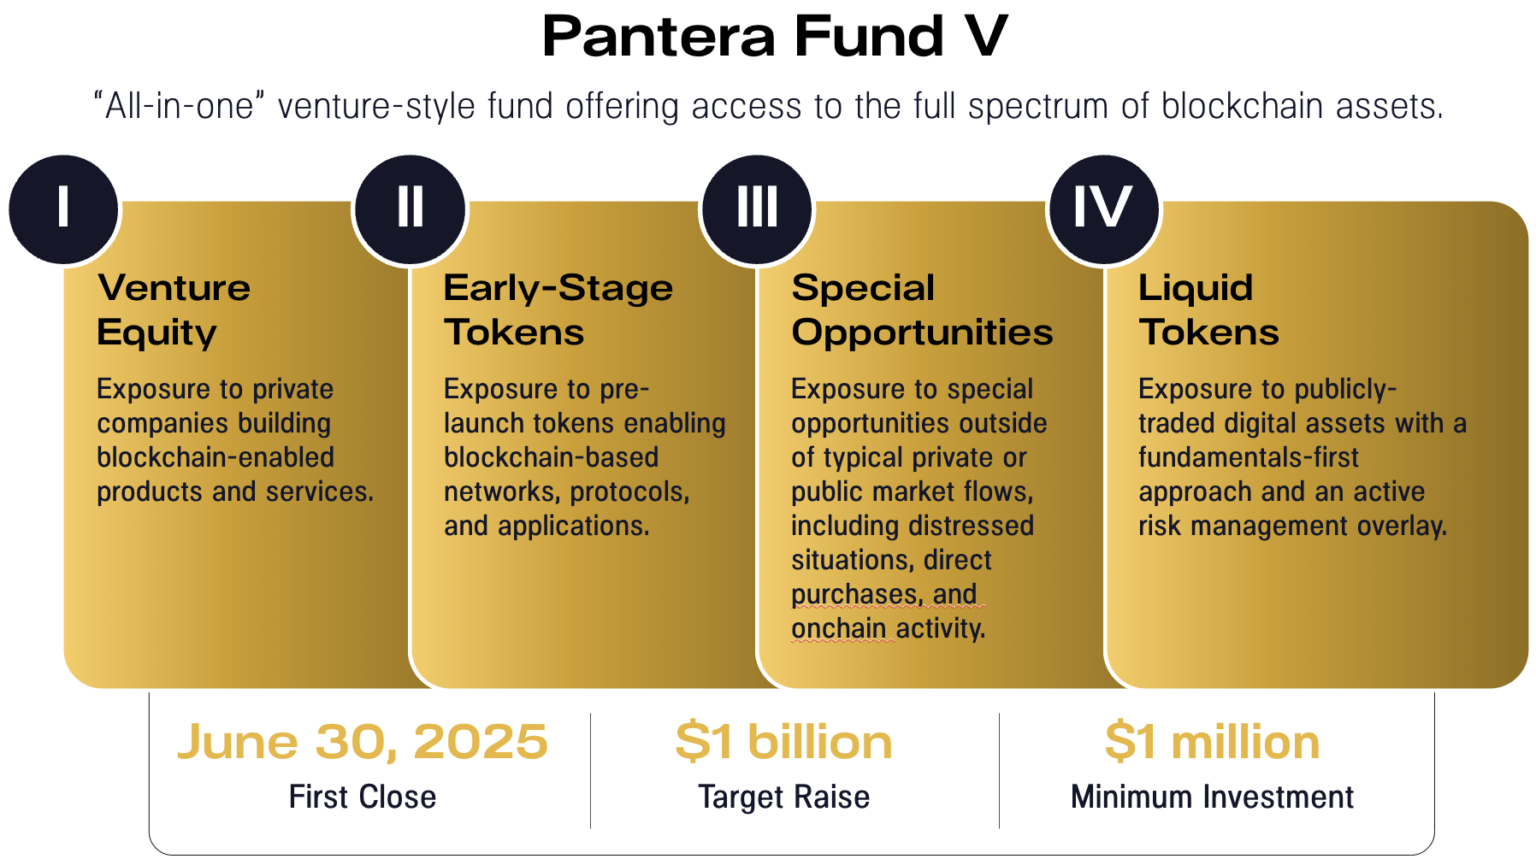 Pantera Fund V
“All-in-one” venture-style fund offering access to the full spectrum of blockchain assets.
I
Venture
Equity
Exposure to private
companies building
blockchain-enabled
products and services.
II
Early-Stage
Tokens
Exposure to pre-
launch tokens enabling
blockchain-based
networks, protocols,
and applications.
III
Special
Opportunities
Exposure to special
opportunities outside
of typical private or
public market flows,
including distressed
situations, direct
purchases, and
onchain activity.
IV
Liquid
Tokens
Exposure to publicly-
traded digital assets with a
fundamentals-first
approach and an active
risk management overlay.
June 30, 2025
First Close
$1 billion
Target Raise
$1 million
Minimum Investment